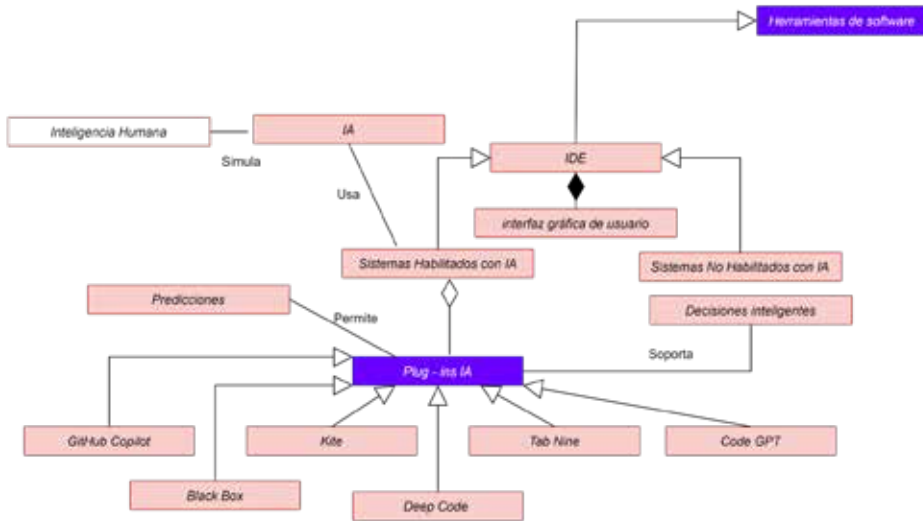 Herramientas de software
Inteligencia Humana
IA
Simula
IDE
Usa
interfaz gráfica de usuario
Sistemas Habilitados con IA
Sistemas No Habilitados con IA
Predicciones
Decisiones inteligentes
Permite
Soporta
Plug - ins IA
GitHub Copilot
Kite
Tab Nine
Code GPT
Black Box
Deep Code